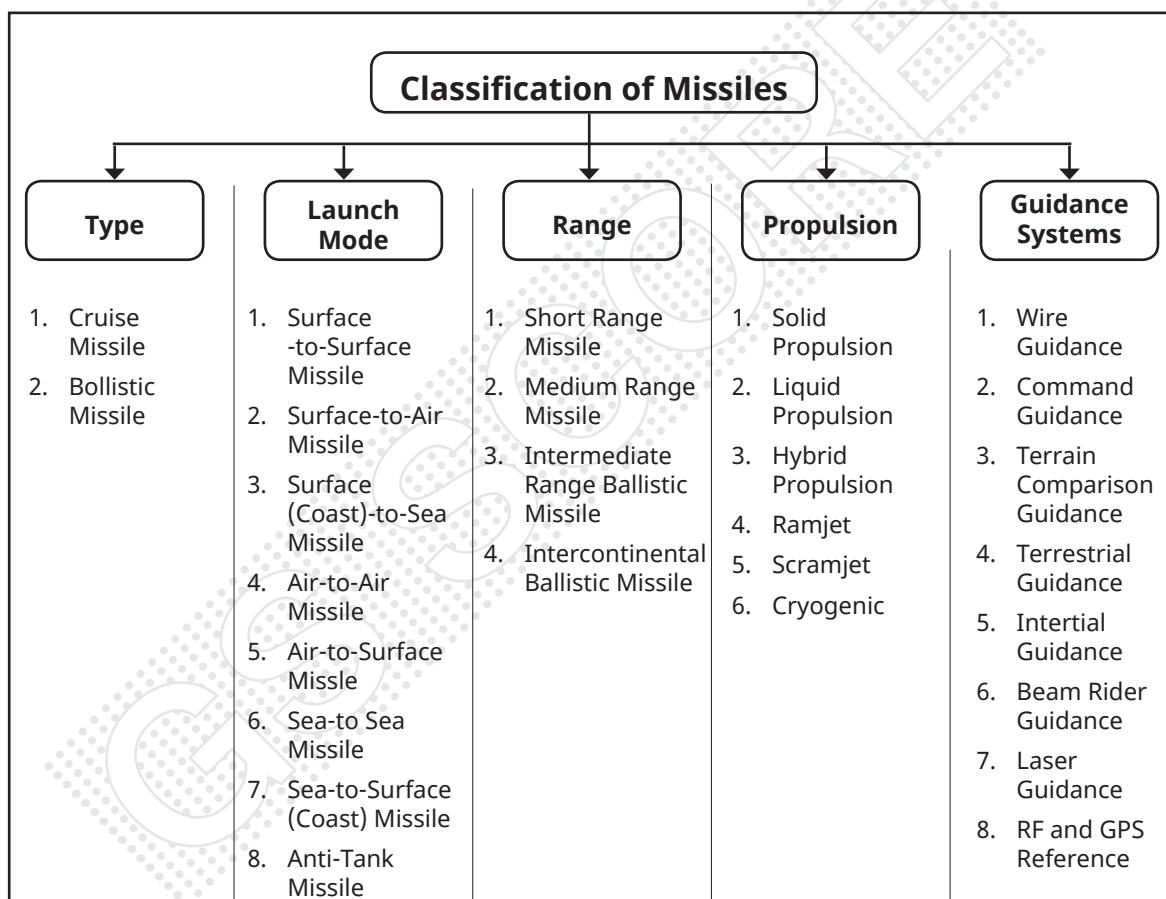 Classification of Missiles
Type
1. Cruise
Missile
2. Bollistic
Missile
Launch
Mode
1. Surface
-to-Surface
Missile
2. Surface-to-Air
Missile
3. Surface
(Coast)-to-Sea
Missile
4. Air-to-Air
Missile
5. Air-to-Surface
Missle
6. Sea-to Sea
Missile
7. Sea-to-Surface
(Coast) Missile
8. Anti-Tank
Missile
Range
1. Short Range
Missile
2. Medium Range
Missile
3. Intermediate
Range Ballistic
Missile
4. Intercontinental
Ballistic Missile
Propulsion
1. Solid
Propulsion
2. Liquid
Propulsion
3. Hybrid
Propulsion
4. Ramjet
5. Scramjet
6. Cryogenic
Guidance
Systems
1. Wire
Guidance
2. Command
Guidance
3. Terrain
Comparison
Guidance
4. Terrestrial
Guidance
5. Intertial
Guidance
6. Beam Rider
Guidance
7. Laser
Guidance
8. RF and GPS
Reference
GS SCORE